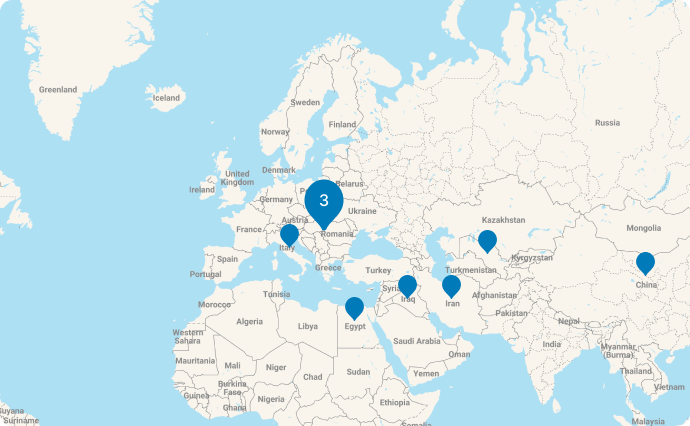 Greenland
Iceland
Sweden
Finland
Norway
Russia
Denmark
United
Kingdom
Ireland
Belarus
Germany
3
Ukraine
Austria
France
Romania
Kazakhstan
Mongolia
Italy
Spain
Kyrgyzstan
Portugal
Greece
Turkey
Turkmenistan
China
Syria
Tunisia
Iraq
Iran
Afghanistan
Morocco
Pakistan
Algeria
Libya
Egypt
Nepal
Western
Sahara
Saudi Arabia
India
Myanmar
(Burma)
Oman
Mauritania
Mali
Niger
Chad
Sudan
Yemen
Thailand
Vietnam
Burkina
Faso
Guinea
Nigeria
Ghana
Ethiopia
Guyana
Suriname
Somalia
Malaysia